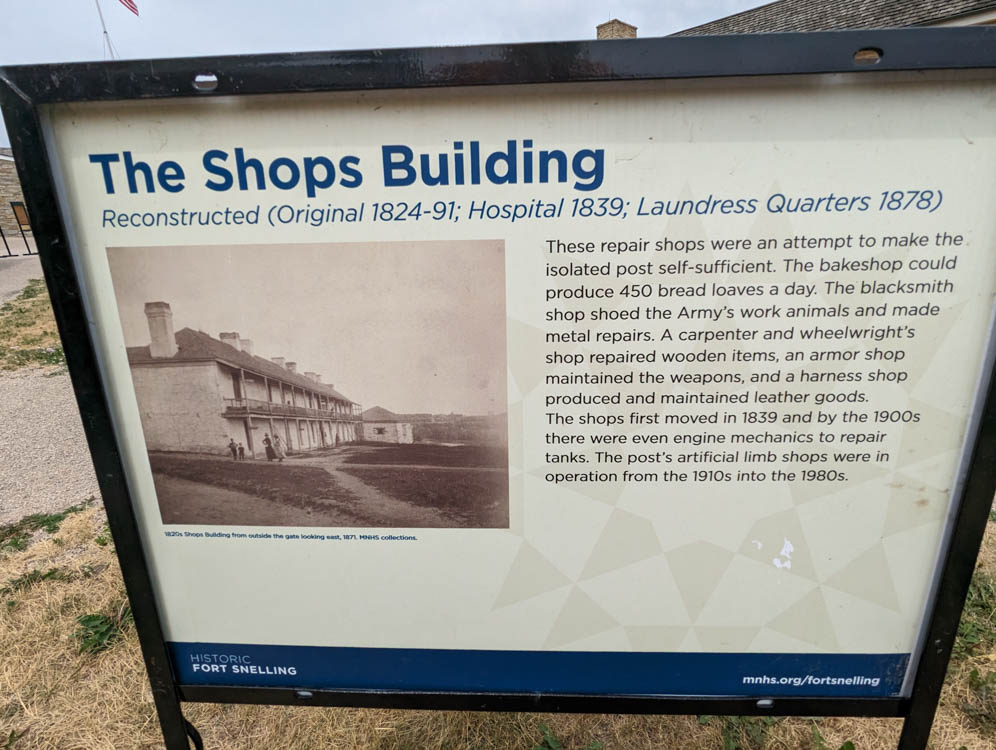 The Shops Building
Reconstructed (Original 1824-91; Hospital 1839; Laundress Quarters 1878)
These repair shops were an attempt to make the
isolated post self-sufficient. The bakeshop could
produce 450 bread loaves a day. The blacksmith
shop shoed the Army's work animals and made
metal repairs. A carpenter and wheelwright's
shop repaired wooden items, an armor shop
maintained the weapons, and a harness shop
produced and maintained leather goods.
The shops first moved in 1839 and by the 1900s
there were even engine mechanics to repair
tanks. The post's artificial limb shops were in
operation from the 1910s into the 1980s.
1820s Shops Building from outside the gate looking east, 1871. MNHS collections.
HISTORIC
FORT SNELLING
mnhs.org/fortsnelling